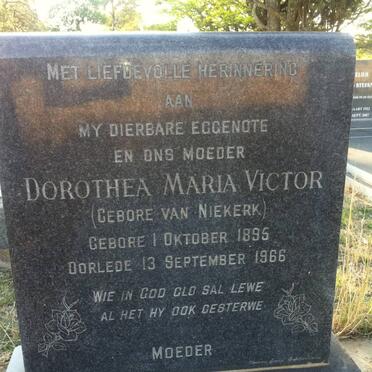 MET LIEFDEVOLLE HERINNERING
AAN
MY DIERBARE EGGENOTE
EN ONS MOEDER
DOROTHEA MARIA VICTOR
(GEBORE VAN NIEKERK)
GEBORE 1 OKTOBER 1895
OORLEDE 13 SEPTEMBER 1966
WIE IN GOD GLO SAL LEWE
AL HET HY OOK GESTERWE
MOEDER